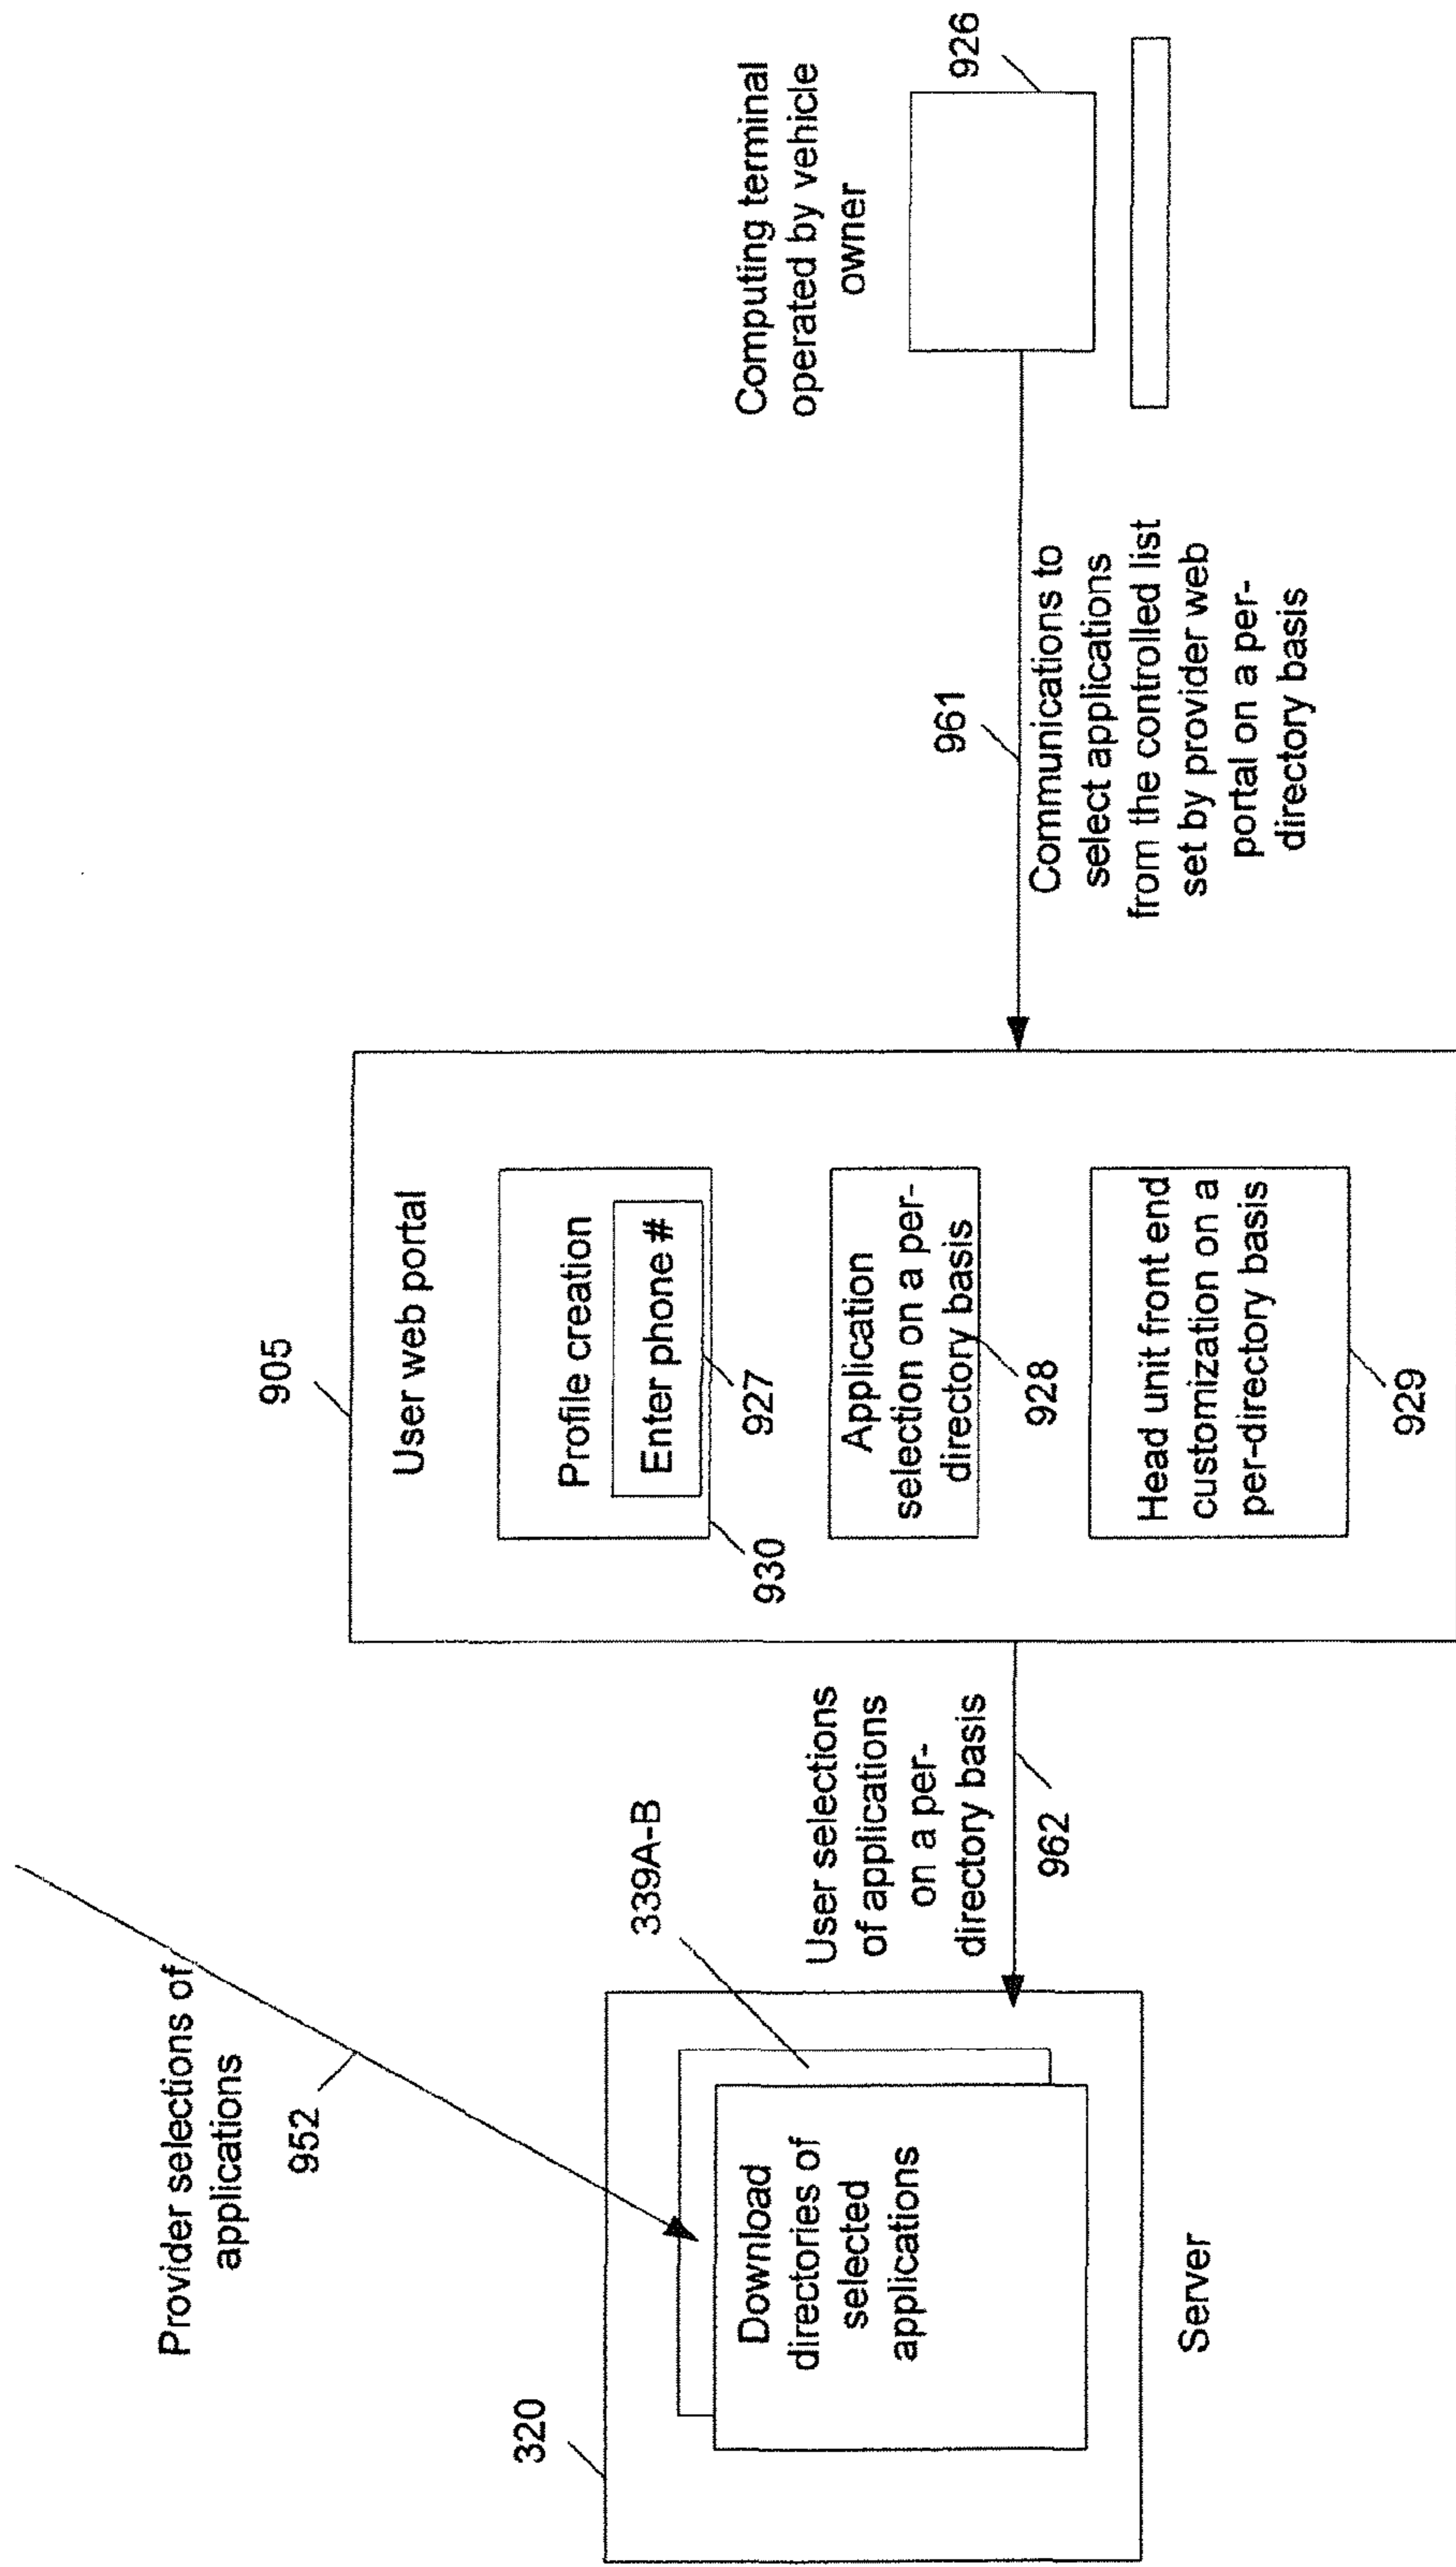 Provider selections of
applications
952
320
Download
directories of
selected
applications
339A-B
Server
User selections
of applications
on a per-
directory basis
962
905
User web portal
Profile creation
Enter phone #
927
930
Application
selection on a per-
directory basis
928
Head unit front end
customization on a
per-directory basis
929
961
Communications to
select applications
from the controlled list
set by provider web
portal on a per-
directory basis
Computing terminal
operated by vehicle
owner
926